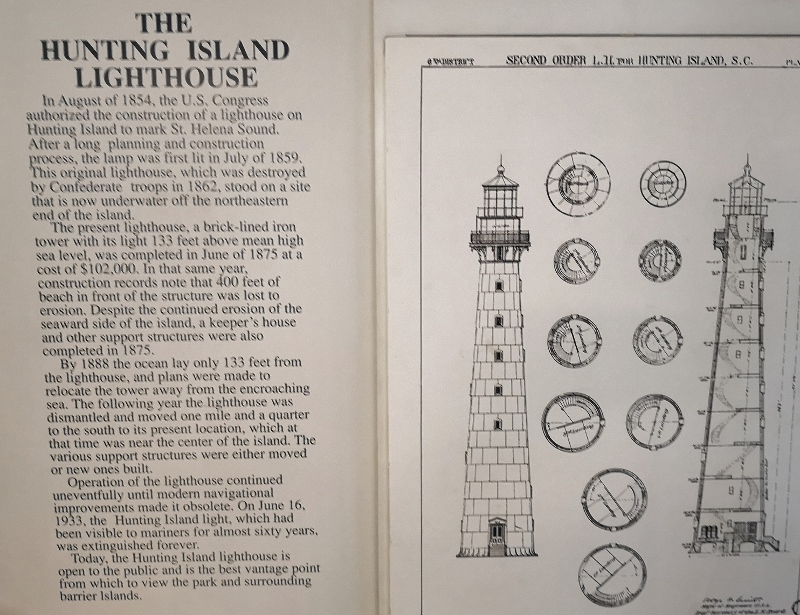 THE
HUNTING ISLAND
LIGHTHOUSE
In August of 1854, the U.S. Congress
authorized the construction of a lighthouse on
Hunting Island to mark St. Helena Sound.
After a long planning and construction
process, the lamp was first lit in July of 1859.
This original lighthouse, which was destroyed
by Confederate troops in 1862, stood on a site
that is now underwater off the northeastern
end of the island.
The present lighthouse, a brick-lined iron
tower with its light 133 feet above mean high
sea level, was completed in June of 1875 at a
cost of $102,000. In that same year,
construction records note that 400 feet of
beach in front of the structure was lost to
erosion. Despite the continued erosion of the
seaward side of the island, a keeper's house
and other support structures were also
completed in 1875.
By 1888 the ocean lay only 133 feet from
the lighthouse, and plans were made to
relocate the tower away from the encroaching
sea. The following year the lighthouse was
dismantled and moved one mile and a quarter
to the south to its present location, which at
that time was near the center of the island. The
various support structures were either moved
or new ones built.
Operation of the lighthouse continued
uneventfully until modern navigational
improvements made it obsolete. On June 16,
1933, the Hunting Island light, which had
been visible to mariners for almost sixty years,
was extinguished forever.
Today, the Hunting Island lighthouse is
open to the public and is the best vantage point
from which to view the park and surrounding
barrier Islands.
DISTRICT
SECOND ORDER L.H. FOR HUNTING ISLAND, S.C.